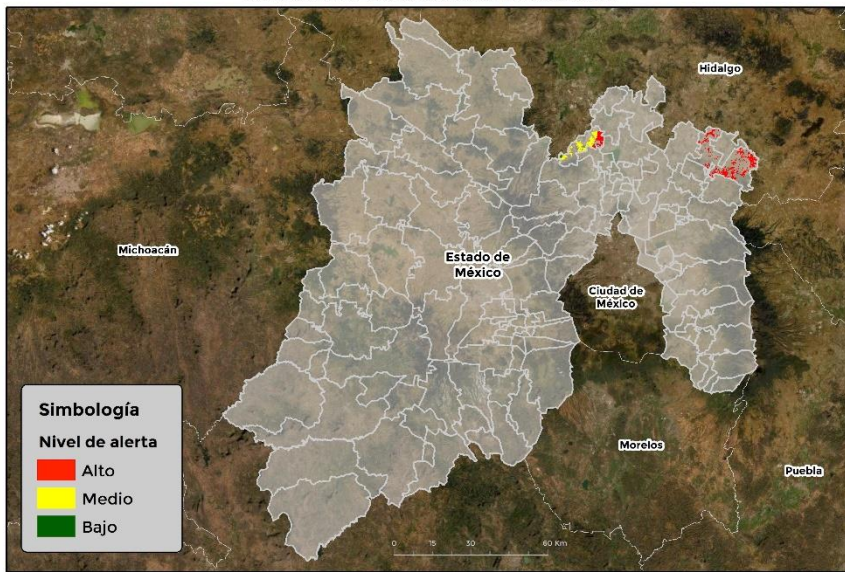 Hidalgo
Michoacán
Estado de
México
Ciudad de
México
Morelos
Puebla
Simbología
Nivel de alerta
Alto
Medio
Bajo
0 15 30 60 Km